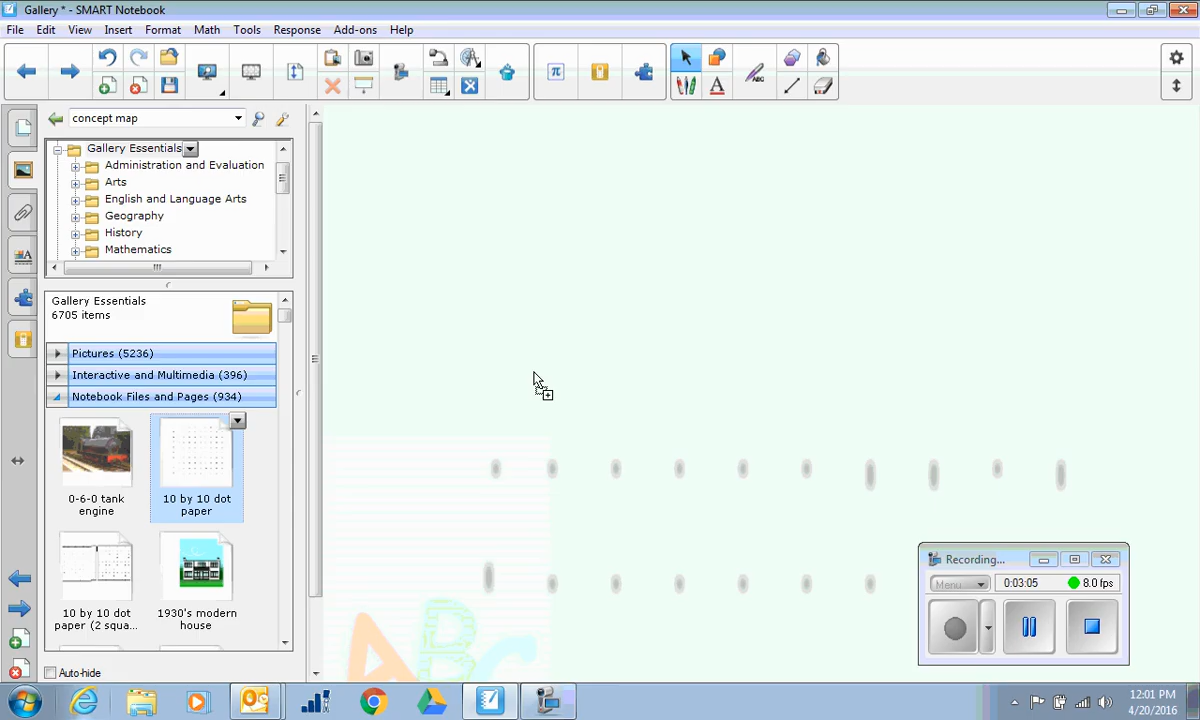 Gallery * - SMART Notebook
File Edit View Insert Format Math Tools Response Add-ons Help
π
A
ABC
concept map
Gallery Essentials
Administration and Evaluation
Arts
English and Language Arts
Geography
History
Mathematics
Gallery Essentials
6705 items
Pictures (5236)
Interactive and Multimedia (396)
Notebook Files and Pages (934)
0-6-0 tank
engine
10 by 10 dot
paper
10 by 10 dot
paper (2 squa...
1930's modern
house
Auto-hide
ABC
Recording...
Menu
0:03:05
8.0 fps
12:01 PM
4/20/2016